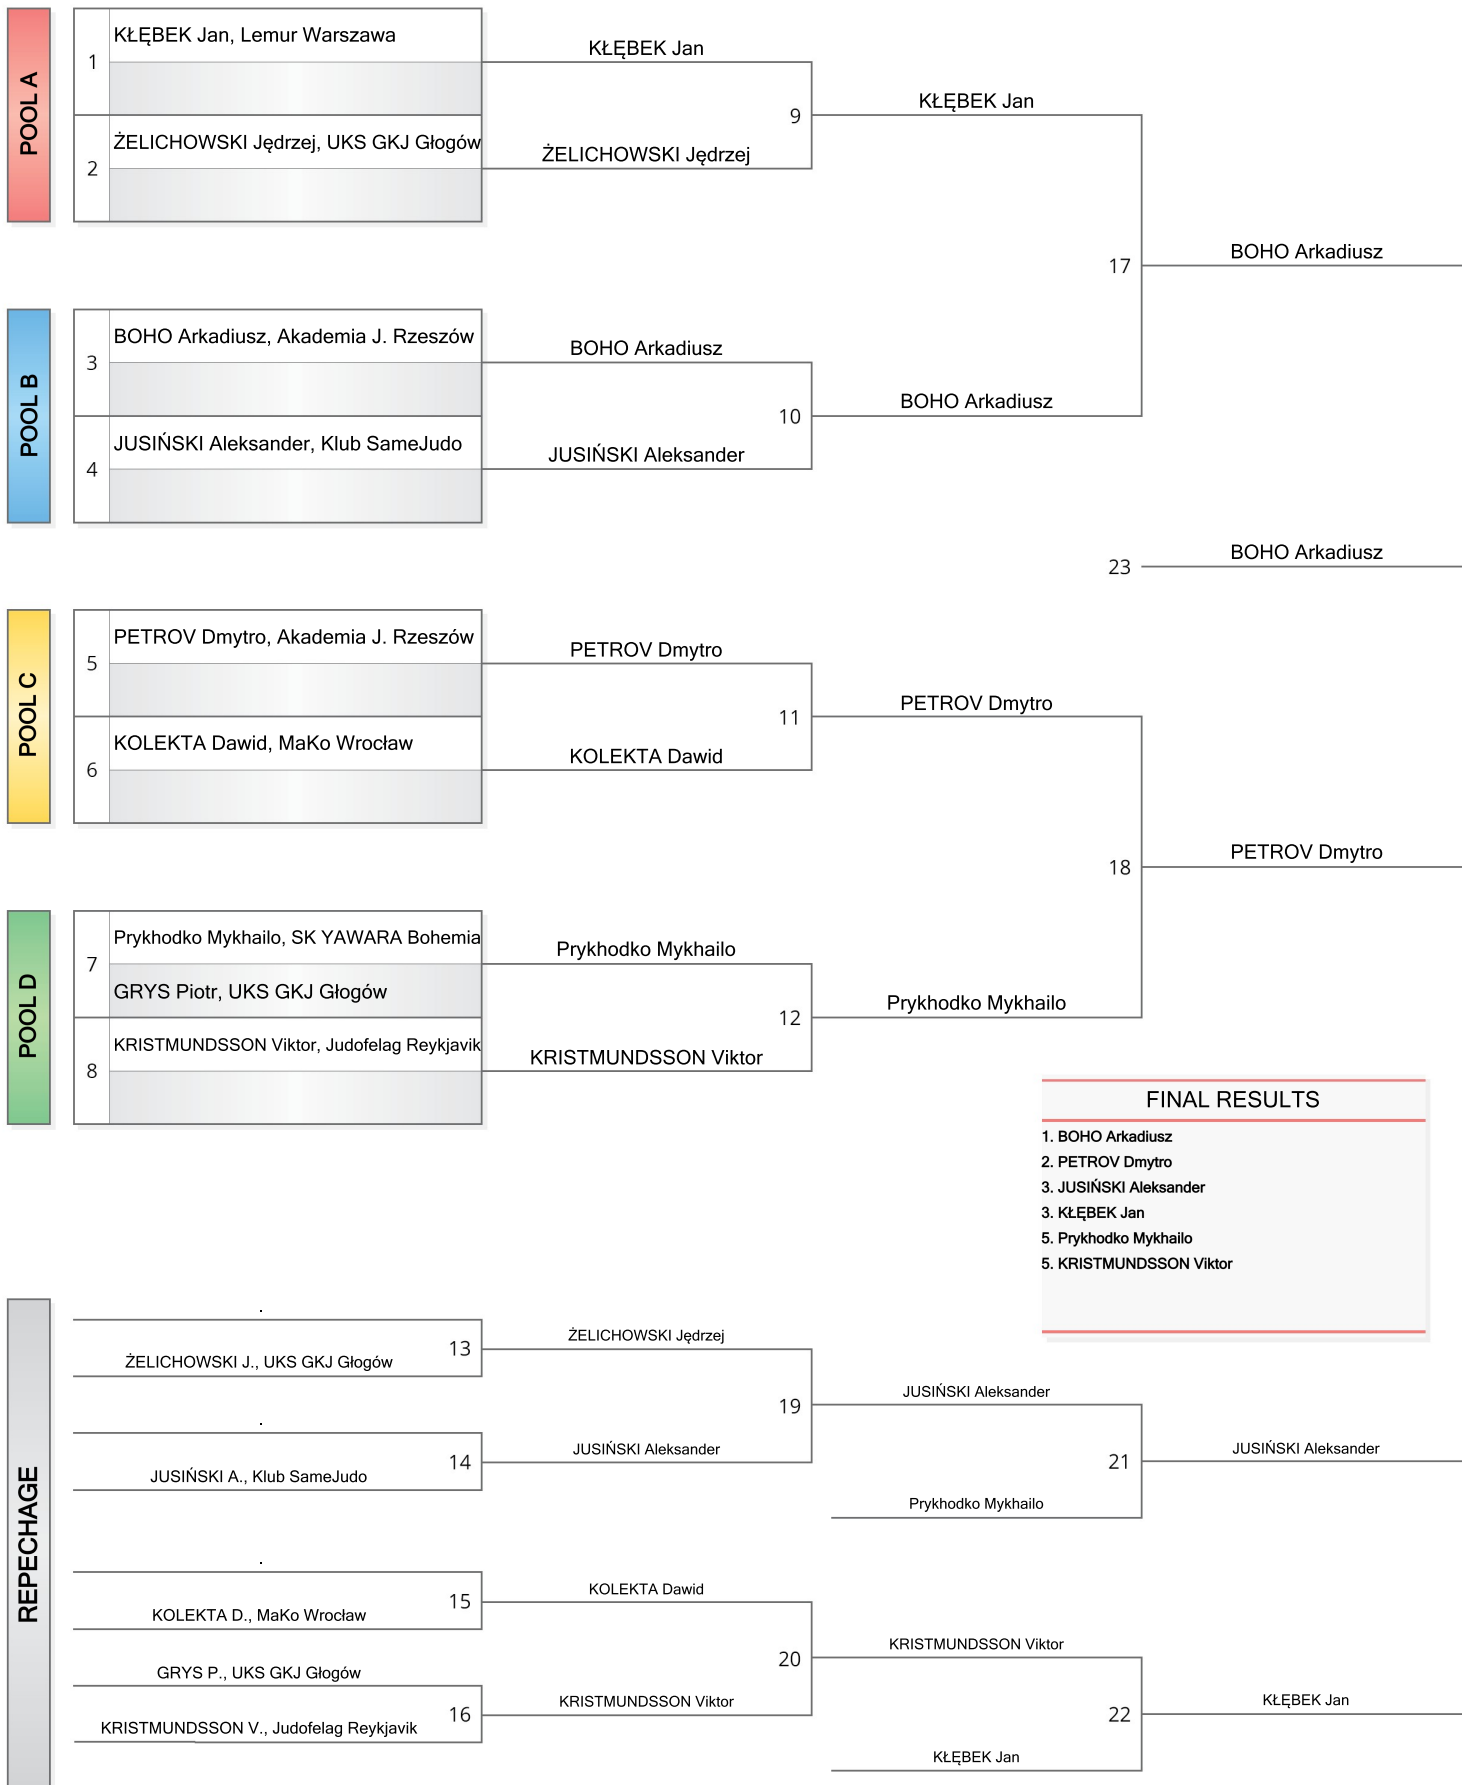 POOL A
1
KŁĘBEK Jan, Lemur Warszawa
2
ŻELICHOWSKI Jędrzej, UKS GKJ Głogów
KŁĘBEK Jan
9
ŻELICHOWSKI Jędrzej
KŁĘBEK Jan
17
BOHO Arkadiusz
POOL B
3
BOHO Arkadiusz, Akademia J. Rzeszów
4
JUSIŃSKI Aleksander, Klub SameJudo
BOHO Arkadiusz
10
JUSIŃSKI Aleksander
BOHO Arkadiusz
23
BOHO Arkadiusz
POOL C
5
PETROV Dmytro, Akademia J. Rzeszów
6
KOLEKTA Dawid, MaKo Wrocław
PETROV Dmytro
11
KOLEKTA Dawid
PETROV Dmytro
18
PETROV Dmytro
POOL D
7
Prykhodko Mykhailo, SK YAWARA Bohemia
GRYS Piotr, UKS GKJ Głogów
8
KRISTMUNDSSON Viktor, Judofelag Reykjavik
Prykhodko Mykhailo
12
KRISTMUNDSSON Viktor
Prykhodko Mykhailo
FINAL RESULTS
1. BOHO Arkadiusz
2. PETROV Dmytro
3. JUSIŃSKI Aleksander
3. KŁĘBEK Jan
5. Prykhodko Mykhailo
5. KRISTMUNDSSON Viktor
REPECHAGE
.
13
ŻELICHOWSKI J., UKS GKJ Głogów
.
14
JUSIŃSKI A., Klub SameJudo
ŻELICHOWSKI Jędrzej
19
JUSIŃSKI Aleksander
JUSIŃSKI Aleksander
21
Prykhodko Mykhailo
JUSIŃSKI Aleksander
.
15
KOLEKTA D., MaKo Wrocław
GRYS P., UKS GKJ Głogów
16
KRISTMUNDSSON V., Judofelag Reykjavik
KOLEKTA Dawid
20
KRISTMUNDSSON Viktor
KRISTMUNDSSON Viktor
22
KŁĘBEK Jan
KŁĘBEK Jan